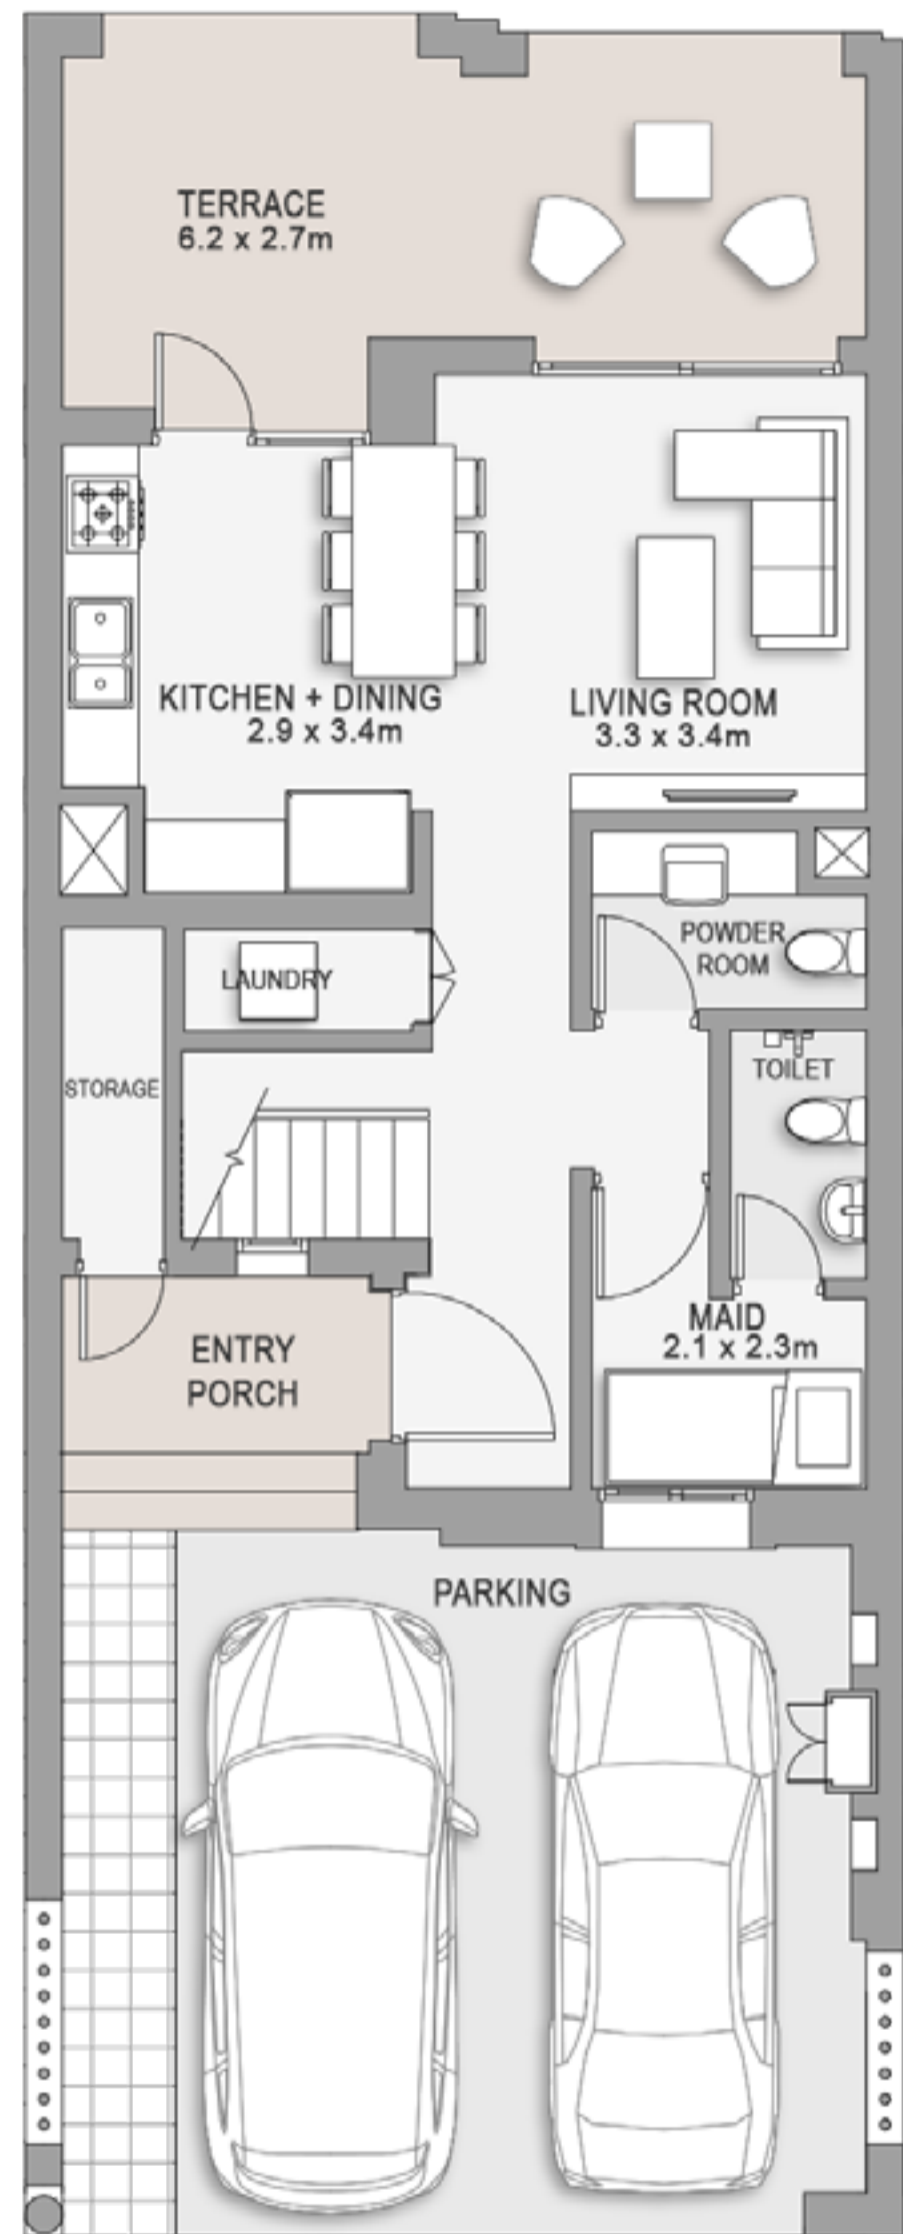 TERRACE
6.2 x 2.7m
KITCHEN + DINING
2.9 x 3.4m
LIVING ROOM
3.3 x 3.4m
POWDER
ROOM
LAUNDRY
TOILET
STORAGE
MAID
2.1 x 2.3m
ENTRY
PORCH
PARKING